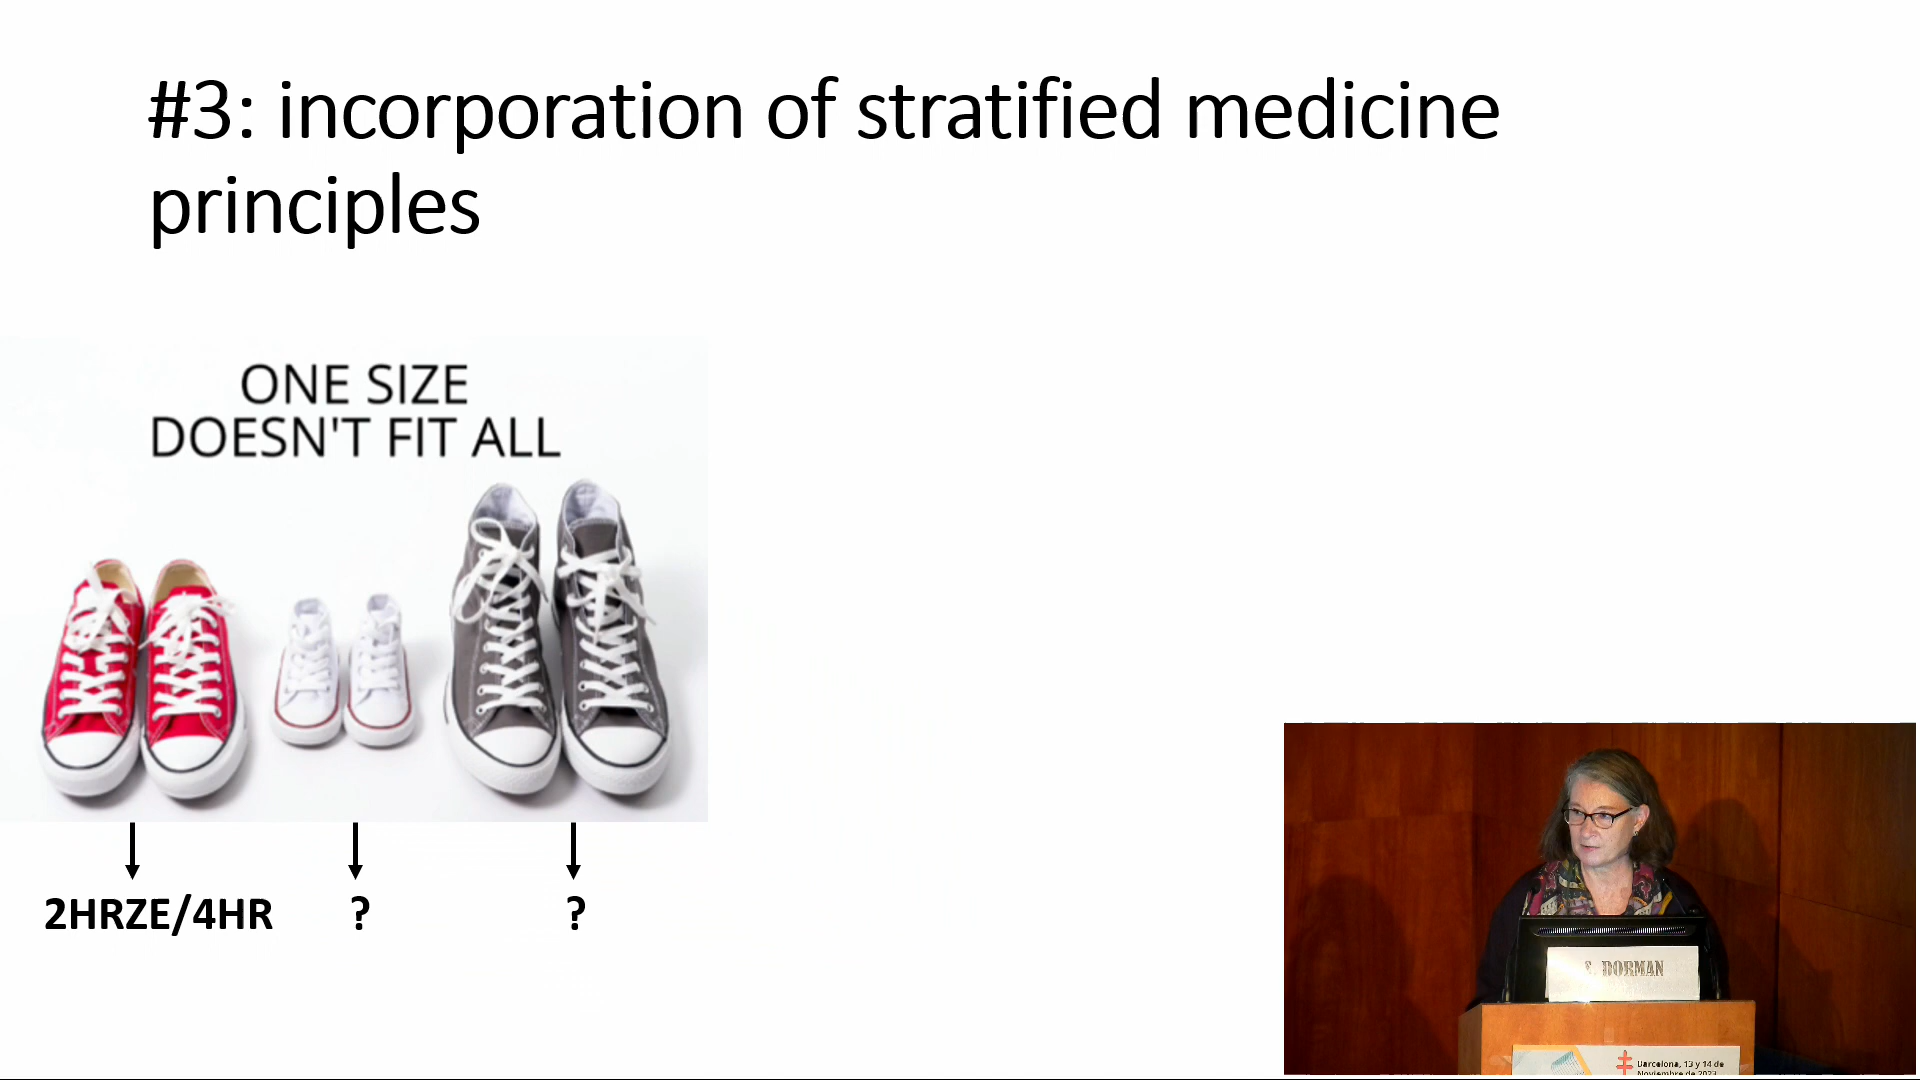 #3: incorporation of stratified medicine
principles
ONE SIZE
DOESN'T FIT ALL
2HRZE/4HR
?
?
DORMAN
Barcelona, 13 y 14 de
Noviembre de 2023